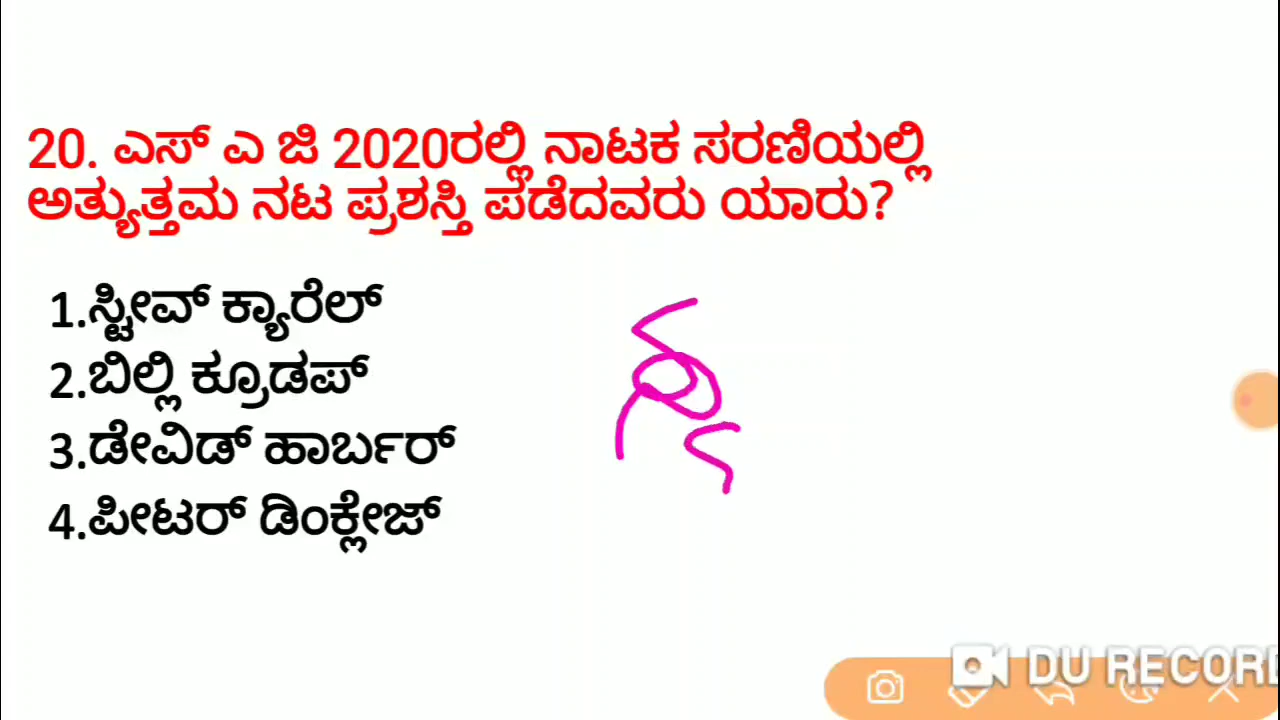 20. ಎಸ್ ಎ ಜಿ 2020ರಲ್ಲಿ ನಾಟಕ ಸರಣಿಯಲ್ಲಿ
ಅತ್ಯುತ್ತಮ ನಟ ಪ್ರಶಸ್ತಿ ಪಡೆದವರು ಯಾರು?
1.ಸ್ಟೀವ್ ಕ್ಯಾರೆಲ್
2.ಬಿಲ್ಲಿ ಕ್ರೂಡಪ್
3.ಡೇವಿಡ್ ಹಾರ್ಬರ್
4.ಪೀಟರ್ ಡಿಂಕ್ಲೇಜ್
DU RECORD